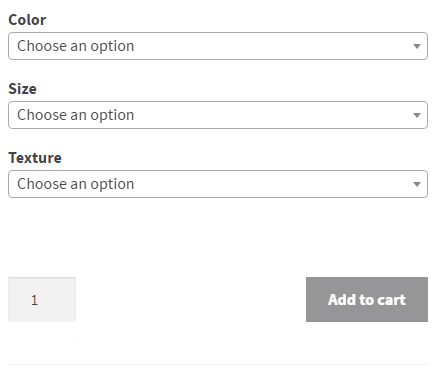 Color
Choose an option
Size
Choose an option
Texture
Choose an option
1
Add to cart